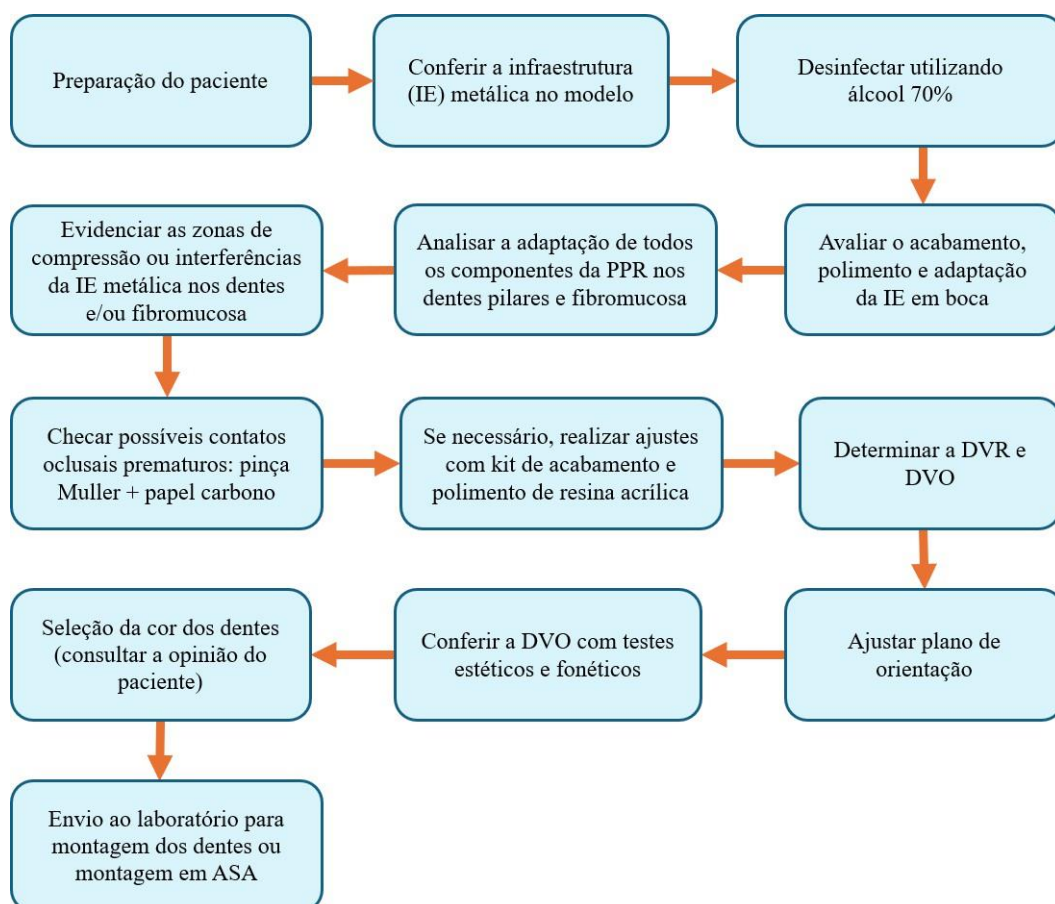 Preparação do paciente
Conferir a infraestrutura
(IE) metálica no modelo
Desinfectar utilizando
álcool 70%
Avaliar o acabamento,
polimento e adaptação
da IE em boca
Analisar a adaptação de todos
os componentes da PPR nos
dentes pilares e fibromucosa
Evidenciar as zonas de
compressão ou interferências
da IE metálica nos dentes
e/ou fibromucosa
Checar possíveis contatos
oclusais prematuros: pinça
Muller + papel carbono
Se necessário, realizar ajustes
com kit de acabamento e
polimento de resina acrílica
Determinar a DVR e
DVO
Ajustar plano de
orientação
Conferir a DVO com testes
estéticos e fonéticos
Seleção da cor dos dentes
(consultar a opinião do
paciente)
Envio ao laboratório para
montagem dos dentes ou
montagem em ASA